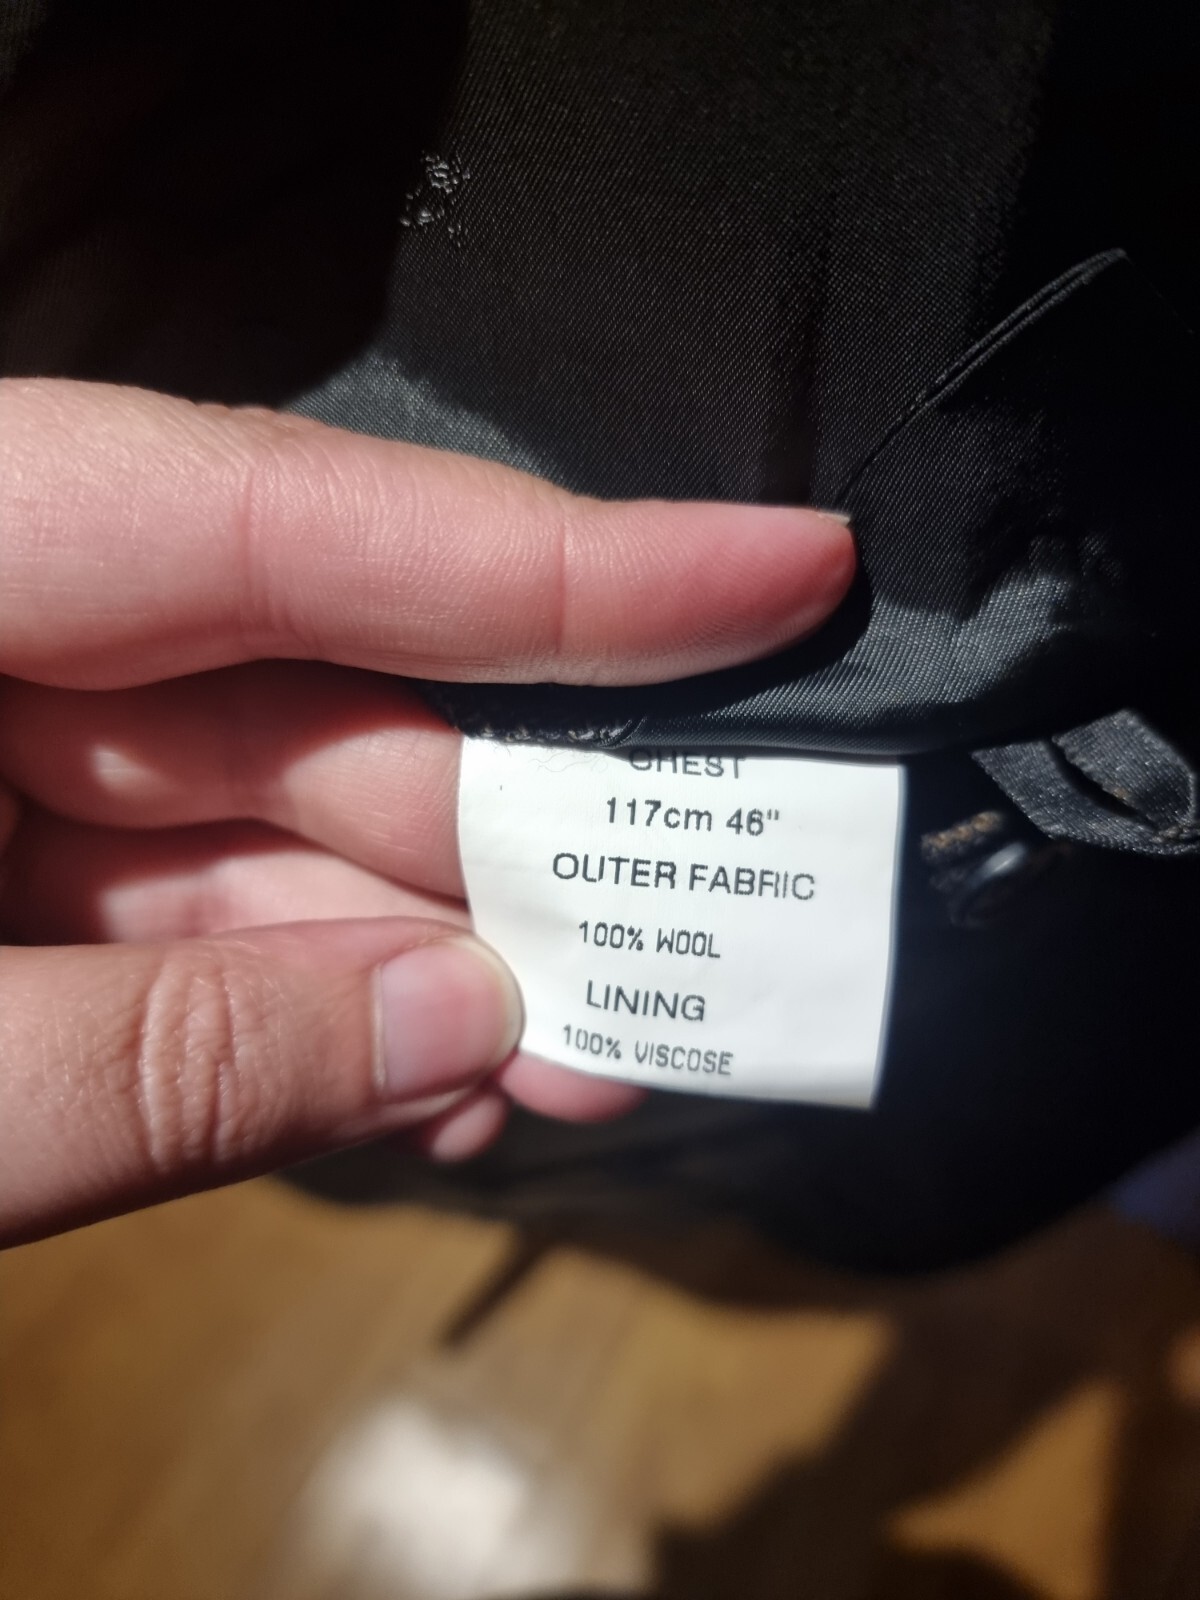 CHEST
117cm 46"
OUTER FABRIC
100% WOOL
LINING
100% VISCOSE